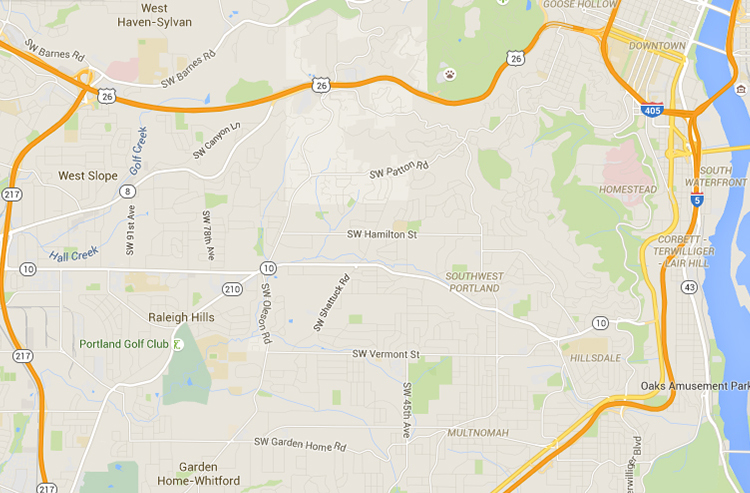 West
Haven-Sylvan
GOOSE HOLLOW
SW Barnes Rd
SW Barnes Rd
DOWNTOWN
26
26
26
405
Golf Creek
SW Canyon Ln
West Slope
SW Patton Rd
SOUTH
WATERFRONT
HOMESTEAD
8
217
5
SW 91st Ave
SW 78th Ave
SW Hamilton St
CORBETT -
TERWILLIGER
- LAIR HILL
Hall Creek
10
10
SOUTHWEST
PORTLAND
43
210
SW Oleson Rd
SW Shattuck Rd
Raleigh Hills
10
Portland Golf Club
217
SW Vermont St
HILLSDALE
Oaks Amusement Park
SW 45th Ave
MULTNOMAH
SW Garden Home Rd
Garden
Home-Whitford
erwilliger Blvd
217